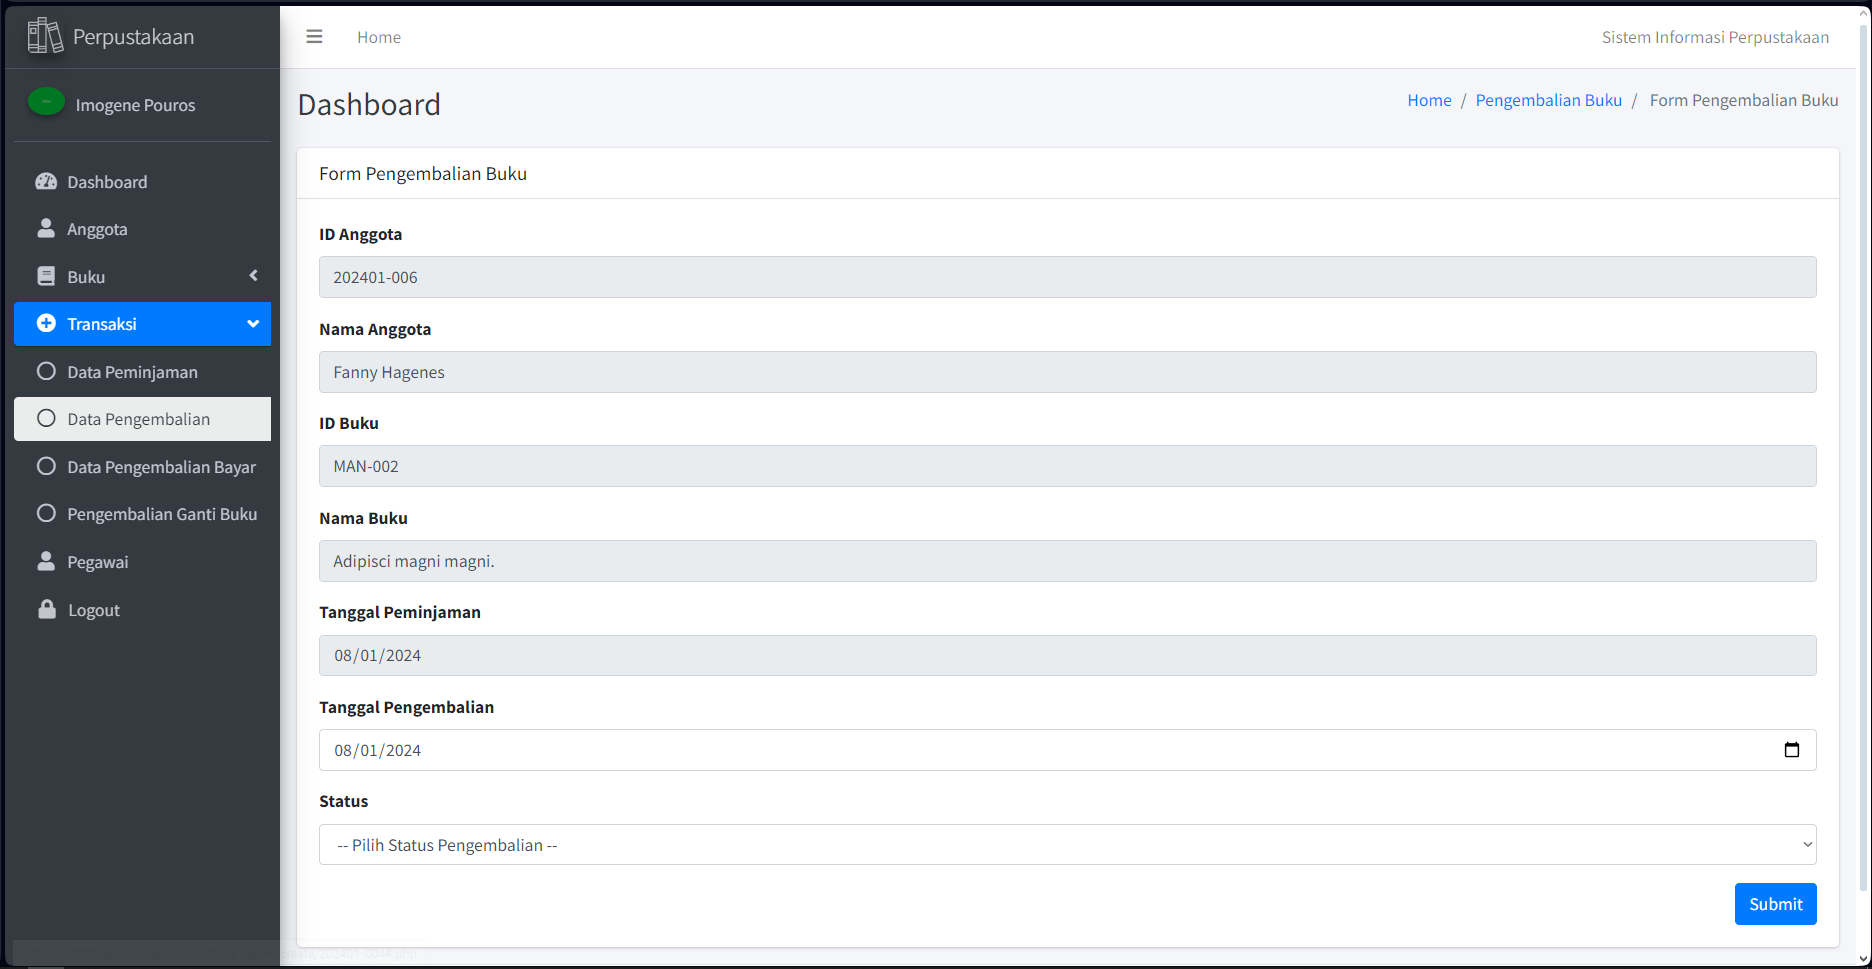 Perpustakaan
Home
Sistem Informasi Perpustakaan
Imogene Pouros
Dashboard
Anggota
Buku
Transaksi
Data Peminjaman
Data Pengembalian
Data Pengembalian Bayar
Pengembalian Ganti Buku
Pegawai
Logout
Dashboard
Home / Pengembalian Buku / Form Pengembalian Buku
Form Pengembalian Buku
ID Anggota
202401-006
Nama Anggota
Fanny Hagenes
ID Buku
MAN-002
Nama Buku
Adipisci magni magni.
Tanggal Peminjaman
08/01/2024
Tanggal Pengembalian
08/01/2024
Status
-- Pilih Status Pengembalian --
Submit